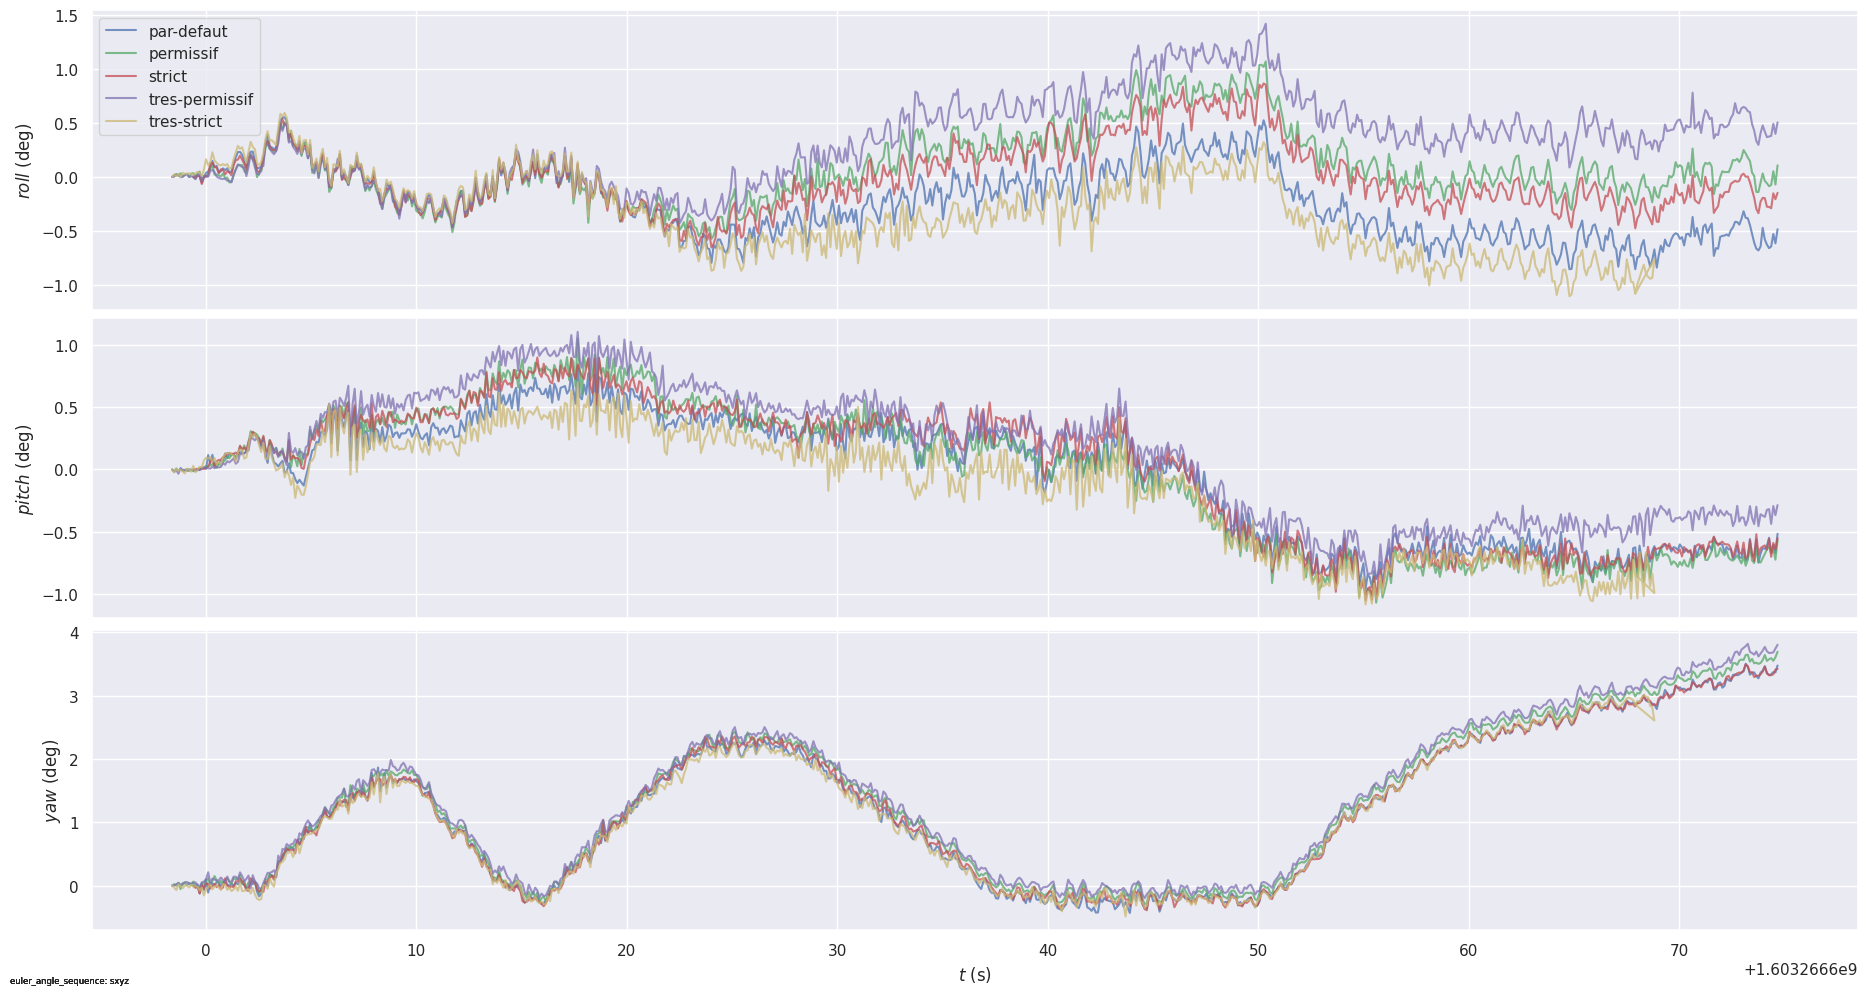 1.5
1.0
0.5
0.0
−0.5
−1.0
roll (deg)
par-defaut
permissif
strict
tres-permissif
tres-strict
1.0
0.5
0.0
−0.5
−1.0
pitch (deg)
4
3
2
1
0
yaw (deg)
0 10 20 30 40 50 60 70
t (s)
+1.6032666e9
euler_angle_sequence: sxyz